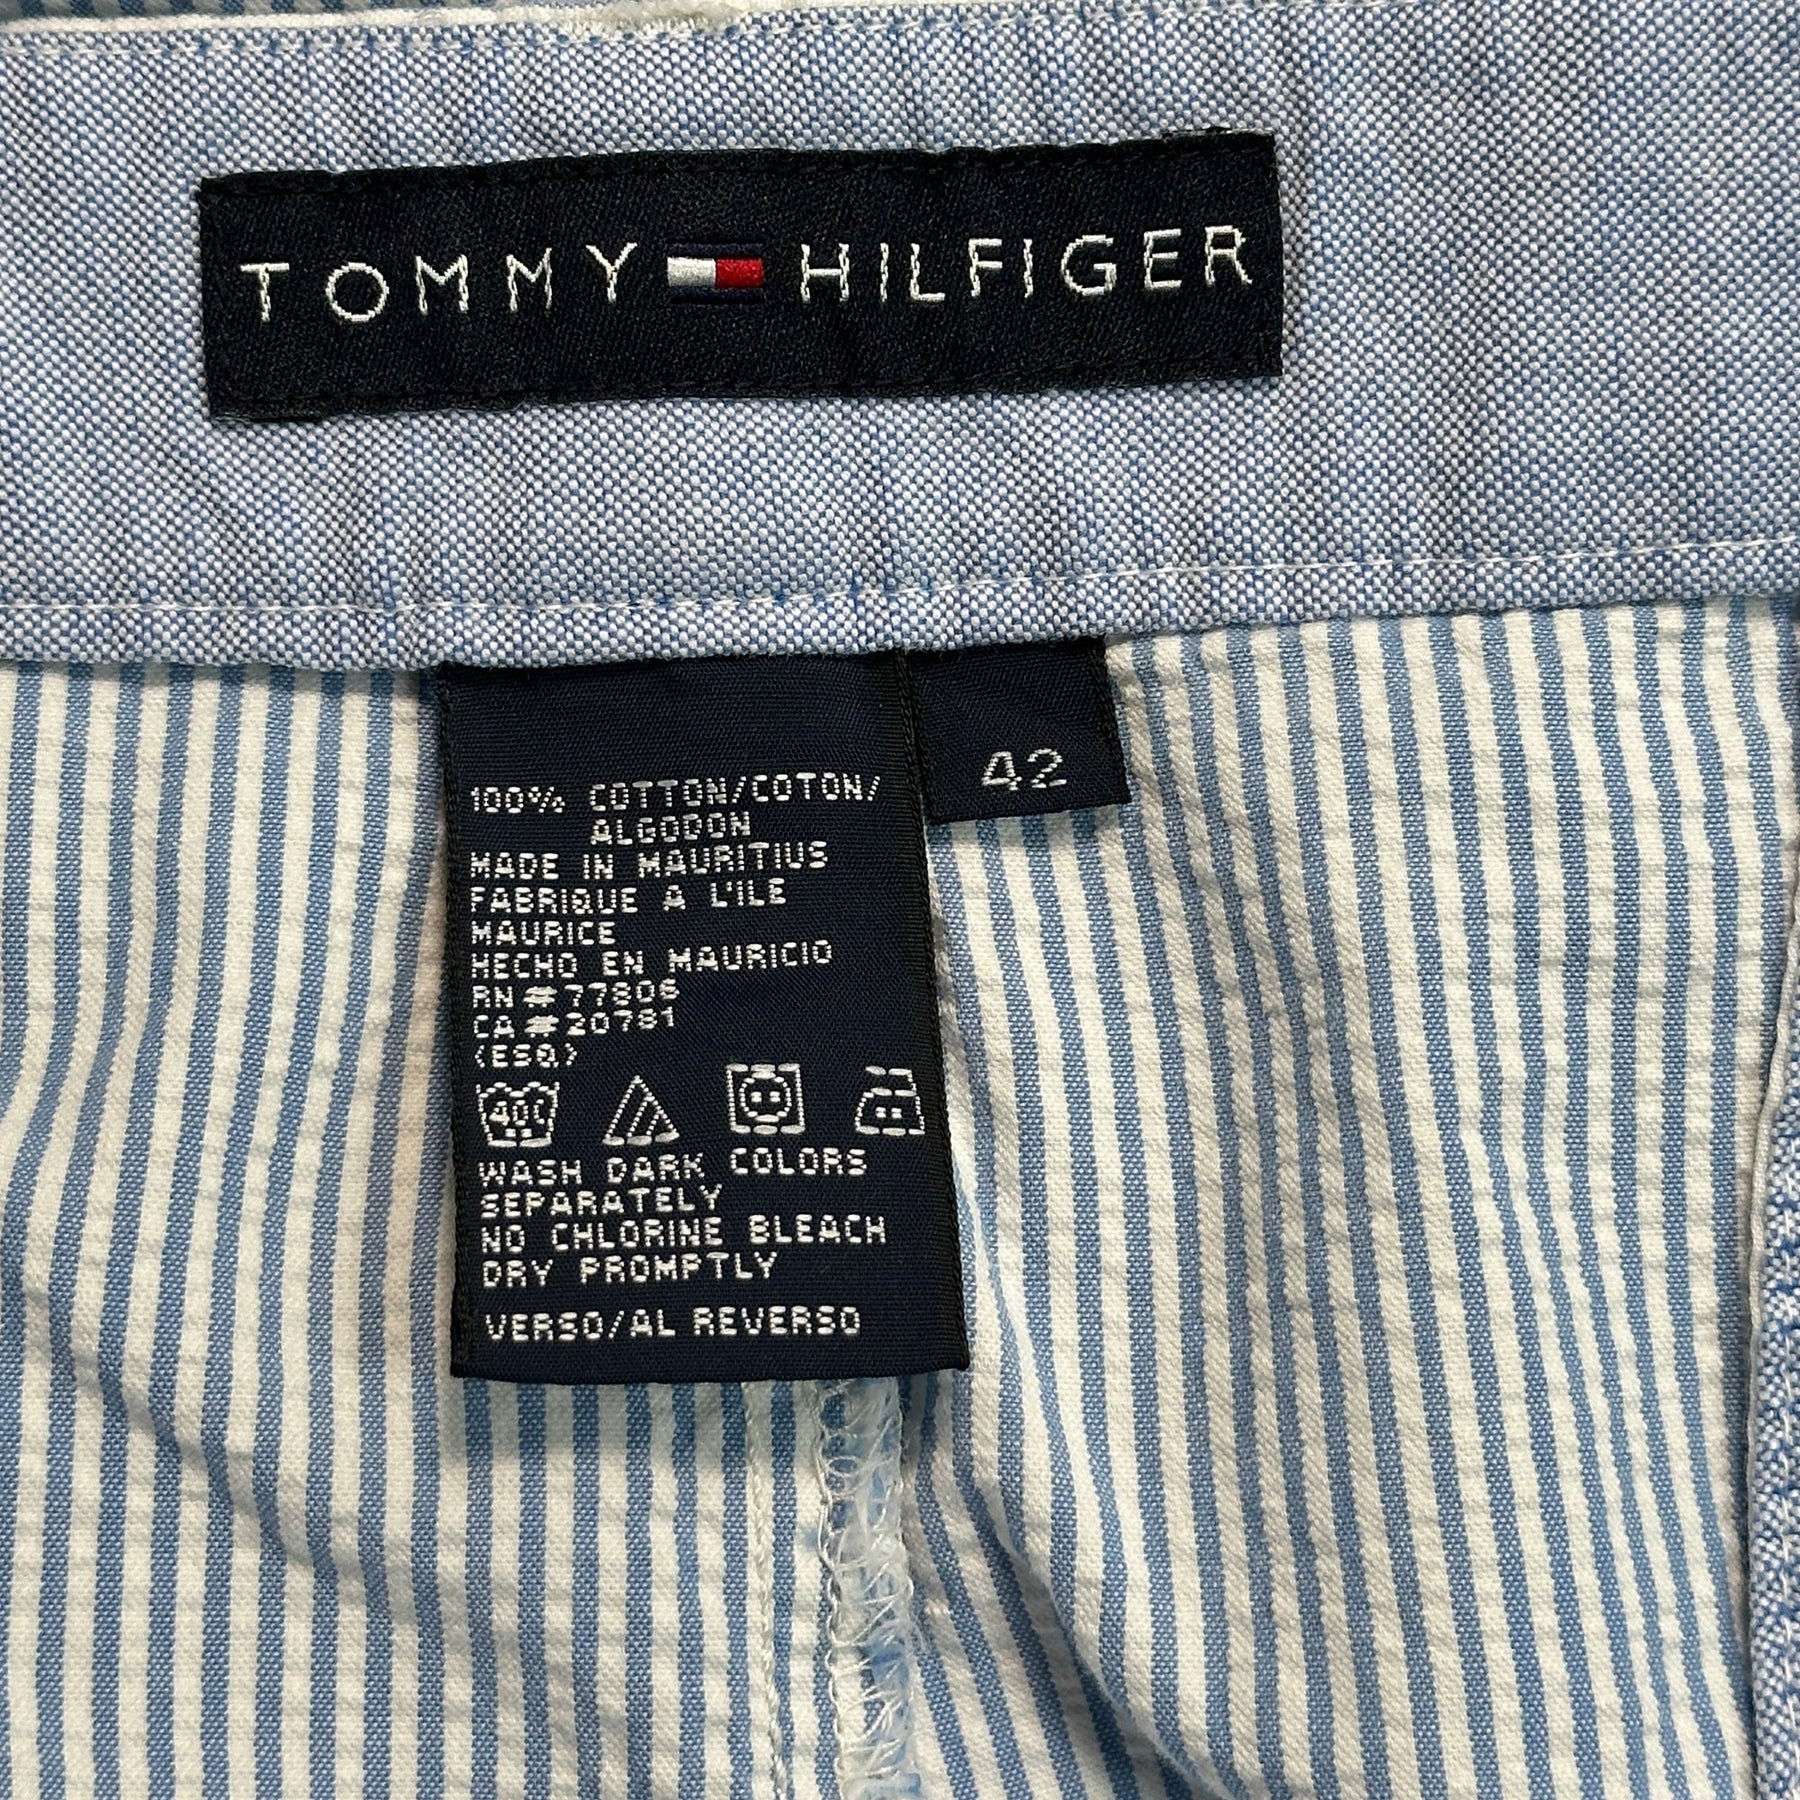 TOMMY HILFIGER
42
100% COTTON/COTON/
ALGODON
MADE IN MAURITIUS
FABRIQUE A L'ILE
MAURICE
HECHO EN MAURICIO
RN#77806
CA#20781
(ESQ)
40C
WASH DARK COLORS
SEPARATELY
NO CHLORINE BLEACH
DRY PROMPTLY
VERSO/AL REVERSO